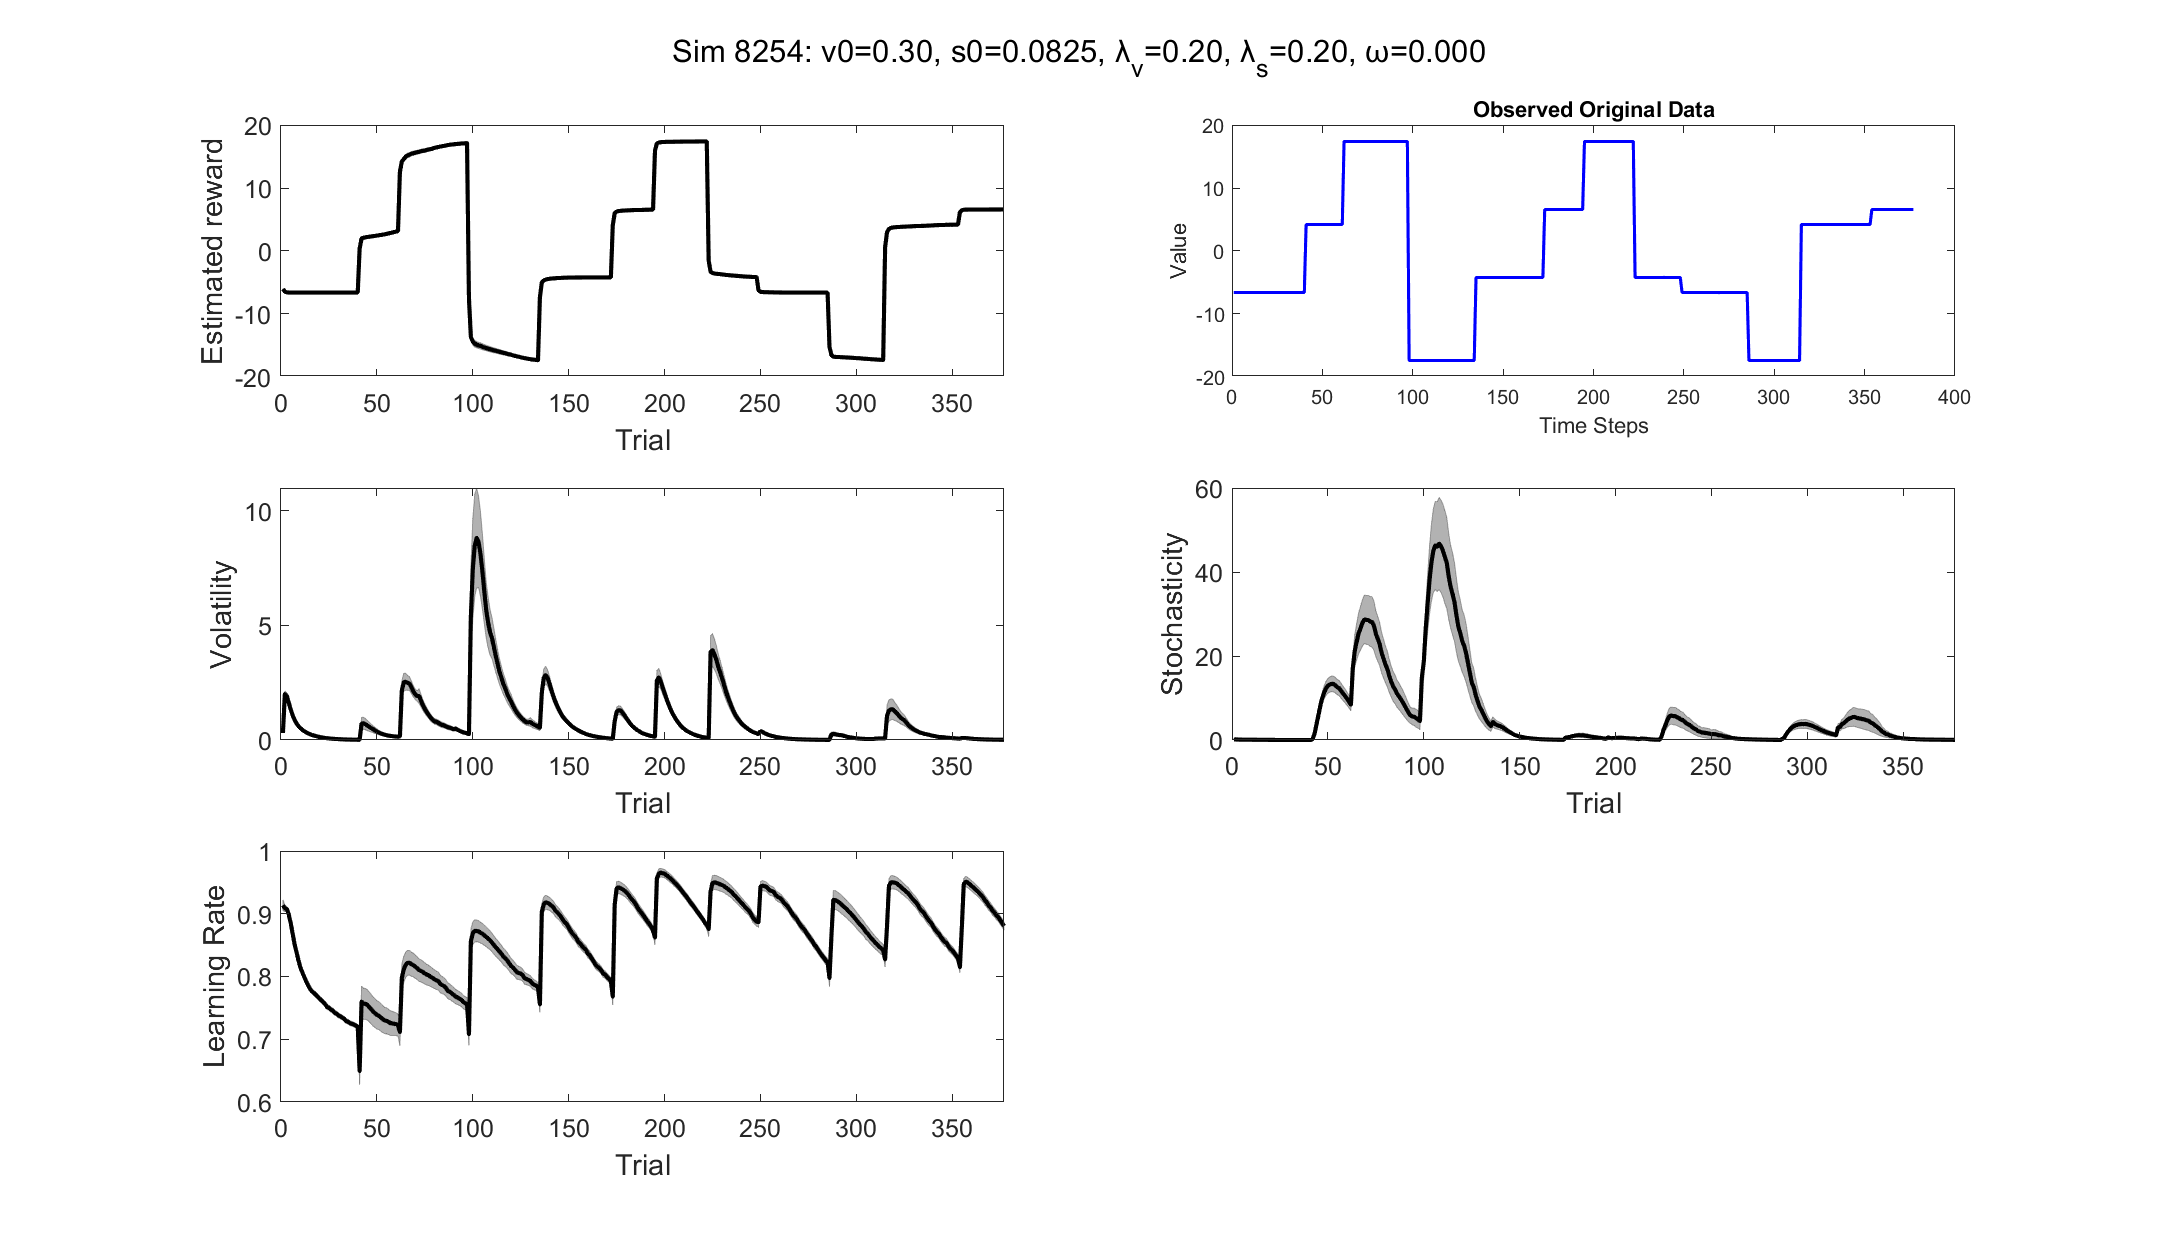 Sim 8254: v0=0.30, s0=0.0825, λ_v=0.20, λ_s=0.20, ω=0.000
Estimated reward
20
10
0
-10
-20
0 50 100 150 200 250 300 350
Trial
Observed Original Data
Value
20
10
0
-10
-20
0 50 100 150 200 250 300 350 400
Time Steps
Volatility
10
5
0
0 50 100 150 200 250 300 350
Trial
Stochasticity
60
40
20
0
0 50 100 150 200 250 300 350
Trial
Learning Rate
1
0.9
0.8
0.7
0.6
0 50 100 150 200 250 300 350
Trial